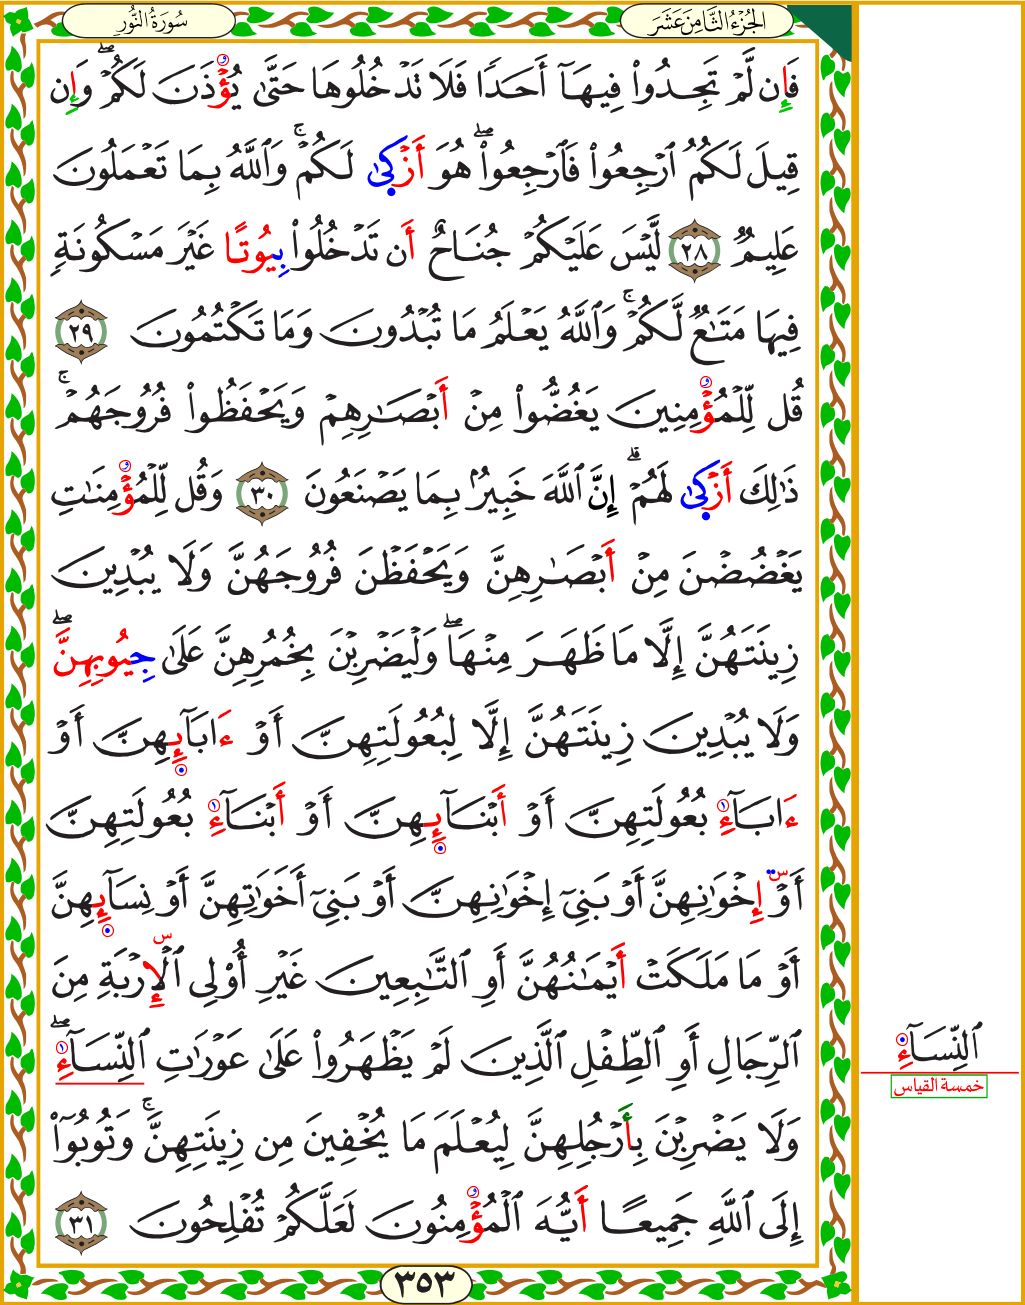 الجُزْءُ الثَّامِنَ عَشَرَ
سُورَةُ النُّورِ
فَإِن لَّمْ تَجِدُوا۟ فِيهَآ أَحَدًا فَلَا تَدْخُلُوهَا حَتَّىٰ يُؤْذَنَ لَكُمْ ۖ وَإِن
قِيلَ لَكُمُ ٱرْجِعُوا۟ فَٱرْجِعُوا۟ ۖ هُوَ أَزْكَىٰ لَكُمْ ۚ وَٱللَّهُ بِمَا تَعْمَلُونَ
عَلِيمٌ ٢٨ لَّيْسَ عَلَيْكُمْ جُنَاحٌ أَن تَدْخُلُوا۟ بِيُوتًا غَيْرَ مَسْكُونَةٍ
فِيهَا مَتَـٰعٌ لَّكُمْ ۚ وَٱللَّهُ يَعْلَمُ مَا تُبْدُونَ وَمَا تَكْتُمُونَ ٢٩
قُل لِّلْمُؤْمِنِينَ يَغُضُّوا۟ مِنْ أَبْصَـٰرِهِمْ وَيَحْفَظُوا۟ فُرُوجَهُمْ ۚ
ذَٰلِكَ أَزْكَىٰ لَهُمْ ۗ إِنَّ ٱللَّهَ خَبِيرٌۢ بِمَا يَصْنَعُونَ ٣٠ وَقُل لِّلْمُؤْمِنَـٰتِ
يَغْضُضْنَ مِنْ أَبْصَـٰرِهِنَّ وَيَحْفَظْنَ فُرُوجَهُنَّ وَلَا يُبْدِينَ
زِينَتَهُنَّ إِلَّا مَا ظَهَرَ مِنْهَا ۖ وَلْيَضْرِبْنَ بِخُمُرِهِنَّ عَلَىٰ جِيُوبِهِنَّ ۖ
وَلَا يُبْدِينَ زِينَتَهُنَّ إِلَّا لِبُعُولَتِهِنَّ أَوْ ءَابَآئِهِنَّ أَوْ
ءَابَآءِ بُعُولَتِهِنَّ أَوْ أَبْنَآئِهِنَّ أَوْ أَبْنَآءِ بُعُولَتِهِنَّ
أَوْ إِخْوَٰنِهِنَّ أَوْ بَنِىٓ إِخْوَٰنِهِنَّ أَوْ بَنِىٓ أَخَوَٰتِهِنَّ أَوْ نِسَآئِهِنَّ
أَوْ مَا مَلَكَتْ أَيْمَـٰنُهُنَّ أَوِ ٱلتَّـٰبِعِينَ غَيْرِ أُو۟لِى ٱلْإِرْبَةِ مِنَ
ٱلرِّجَالِ أَوِ ٱلطِّفْلِ ٱلَّذِينَ لَمْ يَظْهَرُوا۟ عَلَىٰ عَوْرَٰتِ ٱلنِّسَآءِ ۖ
وَلَا يَضْرِبْنَ بِأَرْجُلِهِنَّ لِيُعْلَمَ مَا يُخْفِينَ مِن زِينَتِهِنَّ ۚ وَتُوبُوٓا۟
إِلَى ٱللَّهِ جَمِيعًا أَيُّهَ ٱلْمُؤْمِنُونَ لَعَلَّكُمْ تُفْلِحُونَ ٣١
٣٥٣
ٱلنِّسَآءِ
خمسة القياس